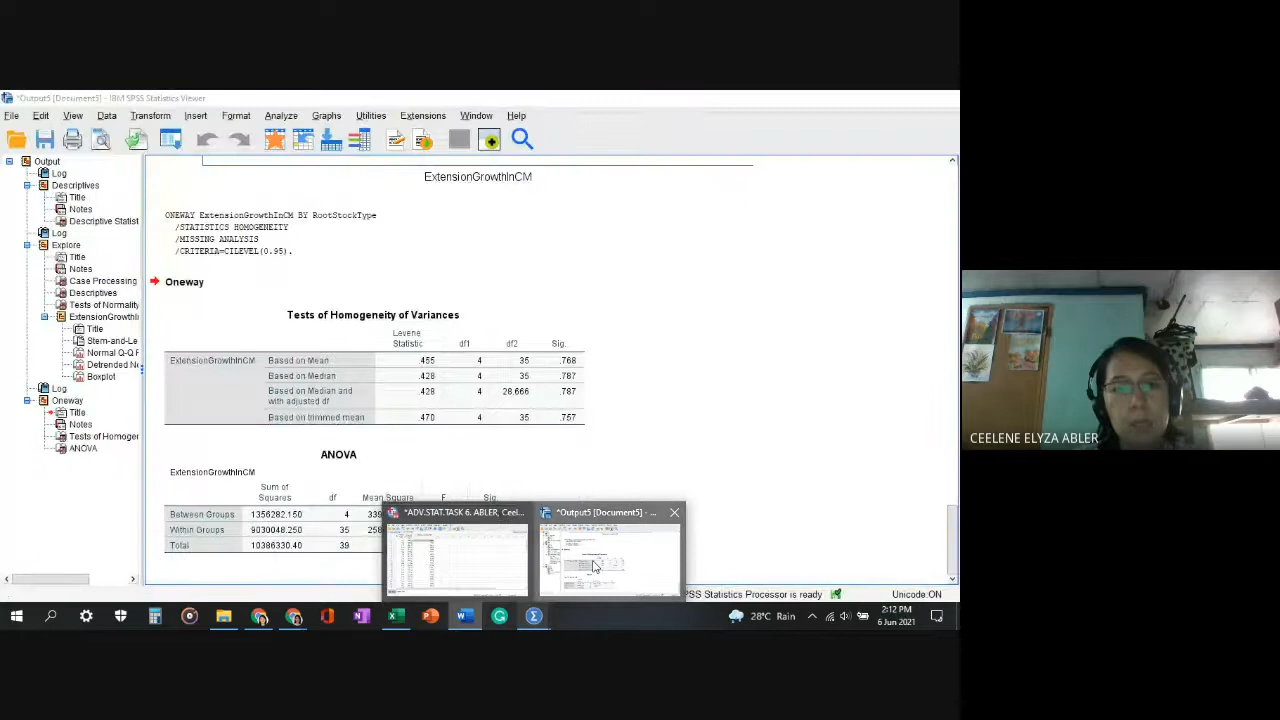 *Output5 [Document5] - IBM SPSS Statistics Viewer
File Edit View Data Transform Insert Format Analyze Graphs Utilities Extensions Window Help
Output
Log
Descriptives
Title
Notes
Descriptive Statist
Log
Explore
Title
Notes
Case Processing
Descriptives
Tests of Normality
ExtensionGrowthI
Title
Stem-and-Le
Normal Q-Q
Detrended N
Boxplot
Log
Oneway
Title
Notes
Tests of Homoger
ANOVA
ExtensionGrowthInCM
ONEWAY ExtensionGrowthInCM BY RootStockType
/STATISTICS HOMOGENEITY
/MISSING ANALYSIS
/CRITERIA=CILEVEL(0.95).
Oneway
Tests of Homogeneity of Variances
Levene
Statistic df1 df2 Sig.
ExtensionGrowthInCM Based on Mean .455 4 35 .768
Based on Median .428 4 35 .787
Based on Median and
with adjusted df .428 4 28.666 .787
Based on trimmed mean .470 4 35 .757
ANOVA
ExtensionGrowthInCM
Sum of
Squares df Mean Square F Sig.
Between Groups 1356282.150 4 339
Within Groups 9030048.250 35 258
Total 10386330.40 39
*ADV.STAT.TASK 6. ABLER, Ceel... *Output5 [Document5] - ...
PSS Statistics Processor is ready Unicode:ON
28°C Rain 2:12 PM
6 Jun 2021
CEELENE ELYZA ABLER